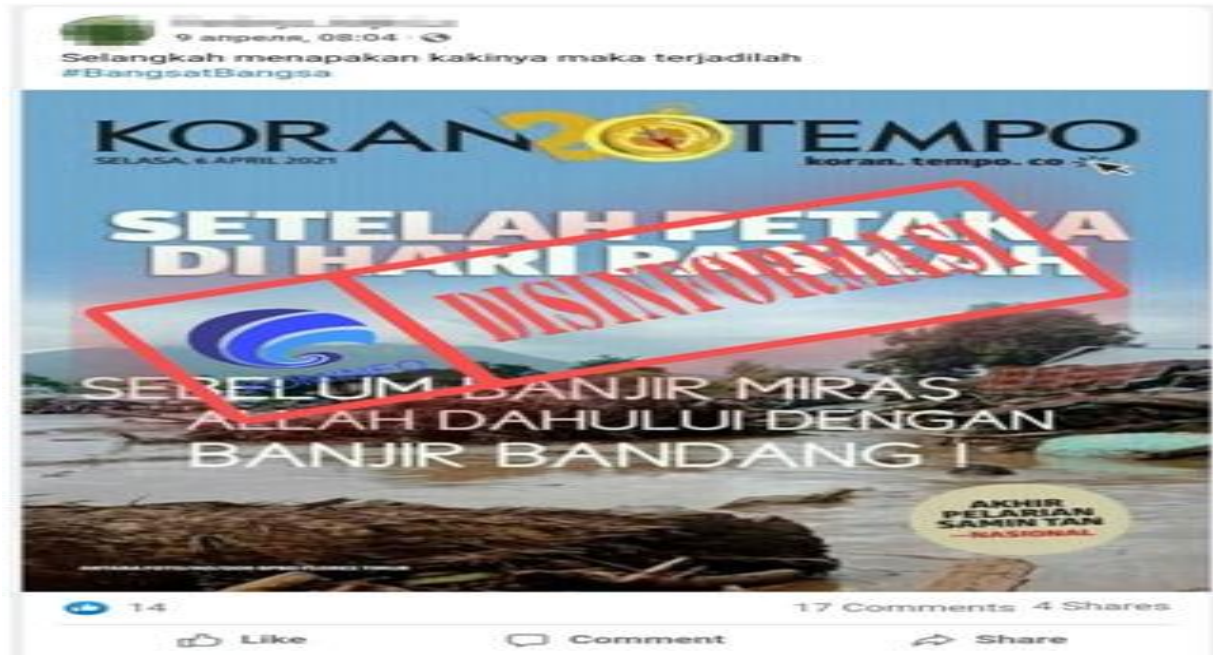 9 апреля, 08:04
Selangkah menapakan kakinya maka terjadilah
#BangsatBangsa
KORAN 20 TEMPO
SELASA, 6 APRIL 2021
koran.tempo.co
SETELAH PETAKA
DI HARI PASKAH
DISINFORMASI
SEBELUM BANJIR MIRAS
ALLAH DAHULUI DENGAN
BANJIR BANDANG !
AKHIR
PELARIAN
SAMIN TAN
—NASIONAL
14
17 Comments 4 Shares
Like
Comment
Share